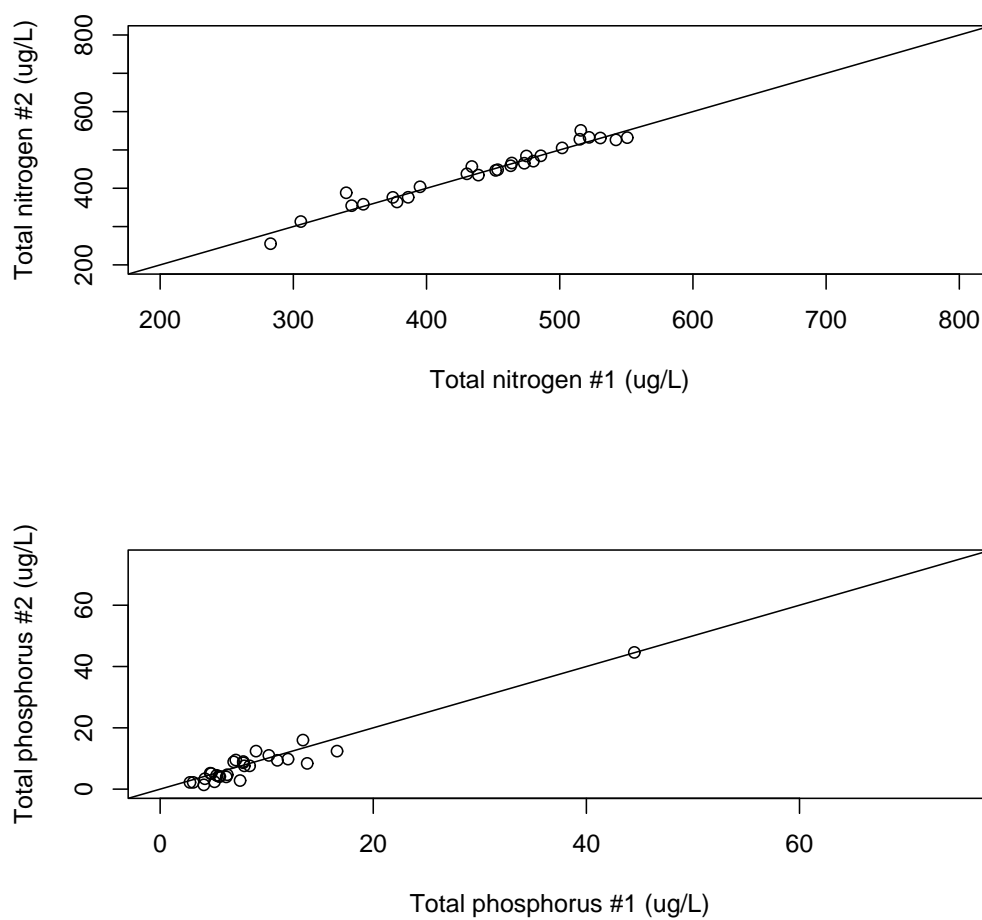 Total nitrogen #2 (ug/L)
800
600
400
200
200 300 400 500 600 700 800
Total nitrogen #1 (ug/L)
Total phosphorus #2 (ug/L)
60
40
20
0
0 20 40 60
Total phosphorus #1 (ug/L)